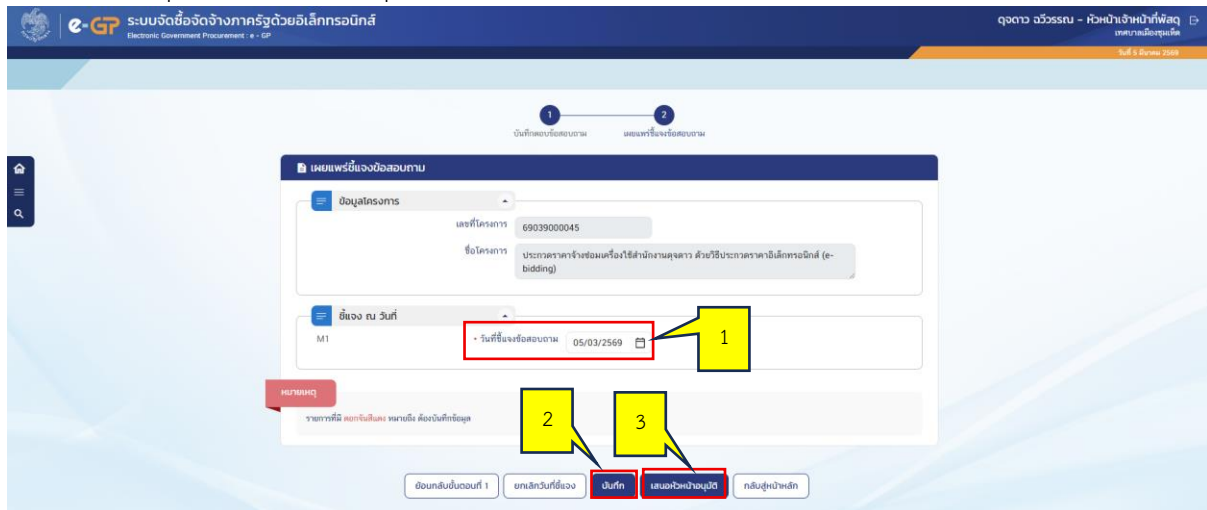 e-GP ระบบจัดซื้อจัดจ้างภาครัฐด้วยอิเล็กทรอนิกส์
Electronic Government Procurement : e - GP
ดุจดาว ฉวีวรรณ - หัวหน้าเจ้าหน้าที่พัสดุ
เทศบาลเมืองชุมเห็ด
วันที่ 5 มีนาคม 2569
1
2
บันทึกตอบข้อสอบถาม
เผยแพร่ชี้แจงข้อสอบถาม
เผยแพร่ชี้แจงข้อสอบถาม
ข้อมูลโครงการ
เลขที่โครงการ 69039000045
ชื่อโครงการ ประกวดราคาจ้างซ่อมเครื่องใช้สำนักงานดุจดาว ด้วยวิธีประกวดราคาอิเล็กทรอนิกส์ (e-
bidding)
ชี้แจง ณ วันที่
M1 * วันที่ชี้แจงข้อสอบถาม 05/03/2569
1
หมายเหตุ
รายการที่มี ดอกจันสีแดง หมายถึง ต้องบันทึกข้อมูล
2
3
ย้อนกลับขั้นตอนที่ 1
ยกเลิกวันที่ชี้แจง
บันทึก
เสนอหัวหน้าอนุมัติ
กลับสู่หน้าหลัก